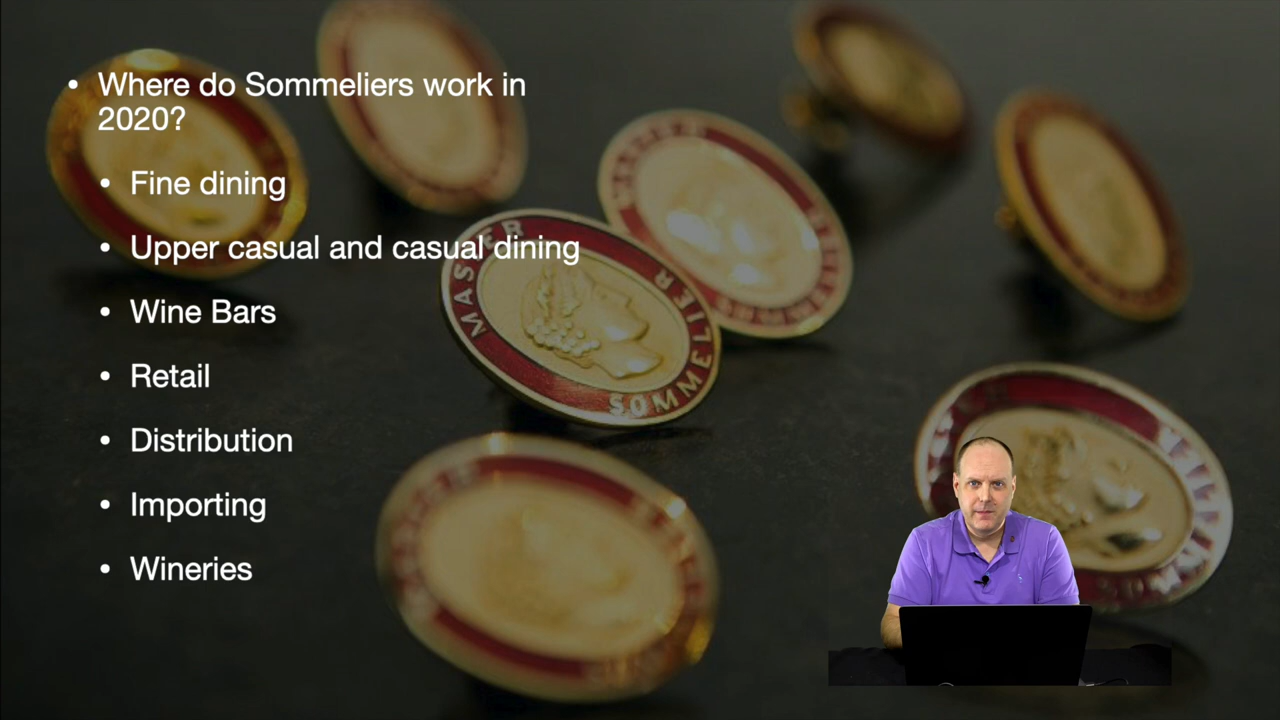 • Where do Sommeliers work in
2020?
• Fine dining
• Upper casual and casual dining
• Wine Bars
• Retail
• Distribution
• Importing
• Wineries
MASTER
SOMMELIER